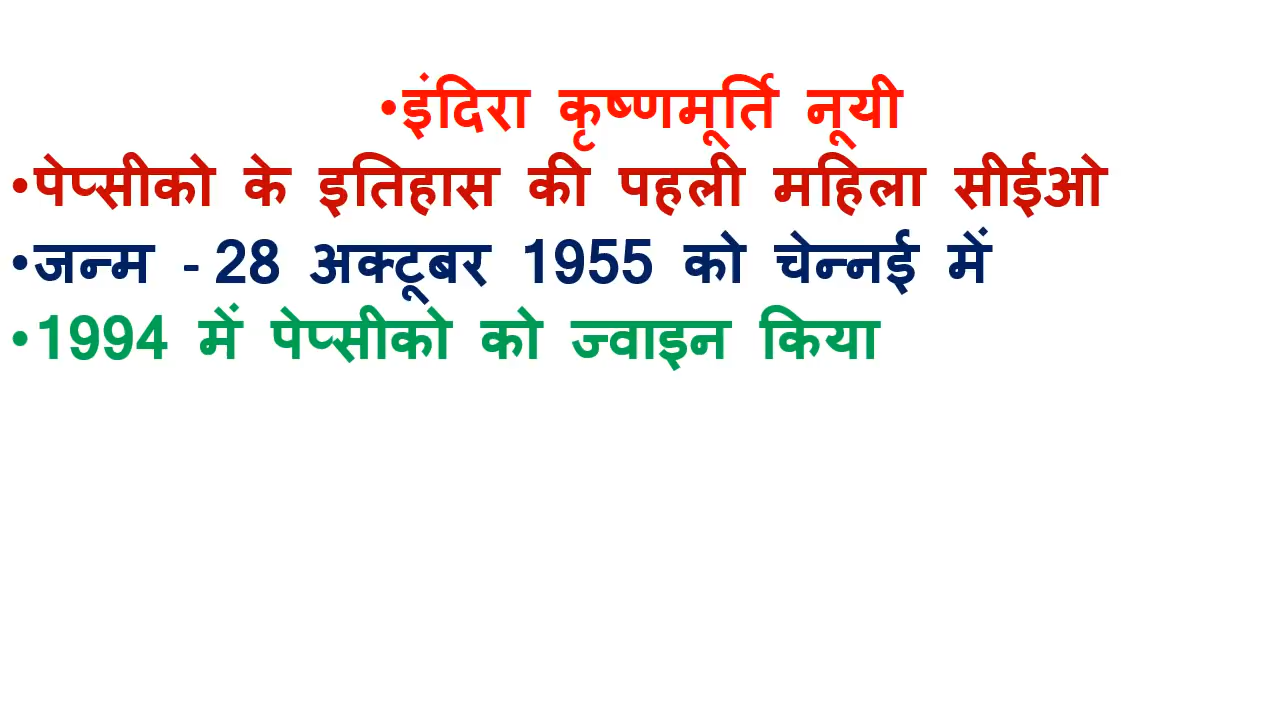 •इंदिरा कृष्णमूर्ति नूयी
•पेप्सीको के इतिहास की पहली महिला सीईओ
•जन्म - 28 अक्टूबर 1955 को चेन्नई में
•1994 में पेप्सीको को ज्वाइन किया